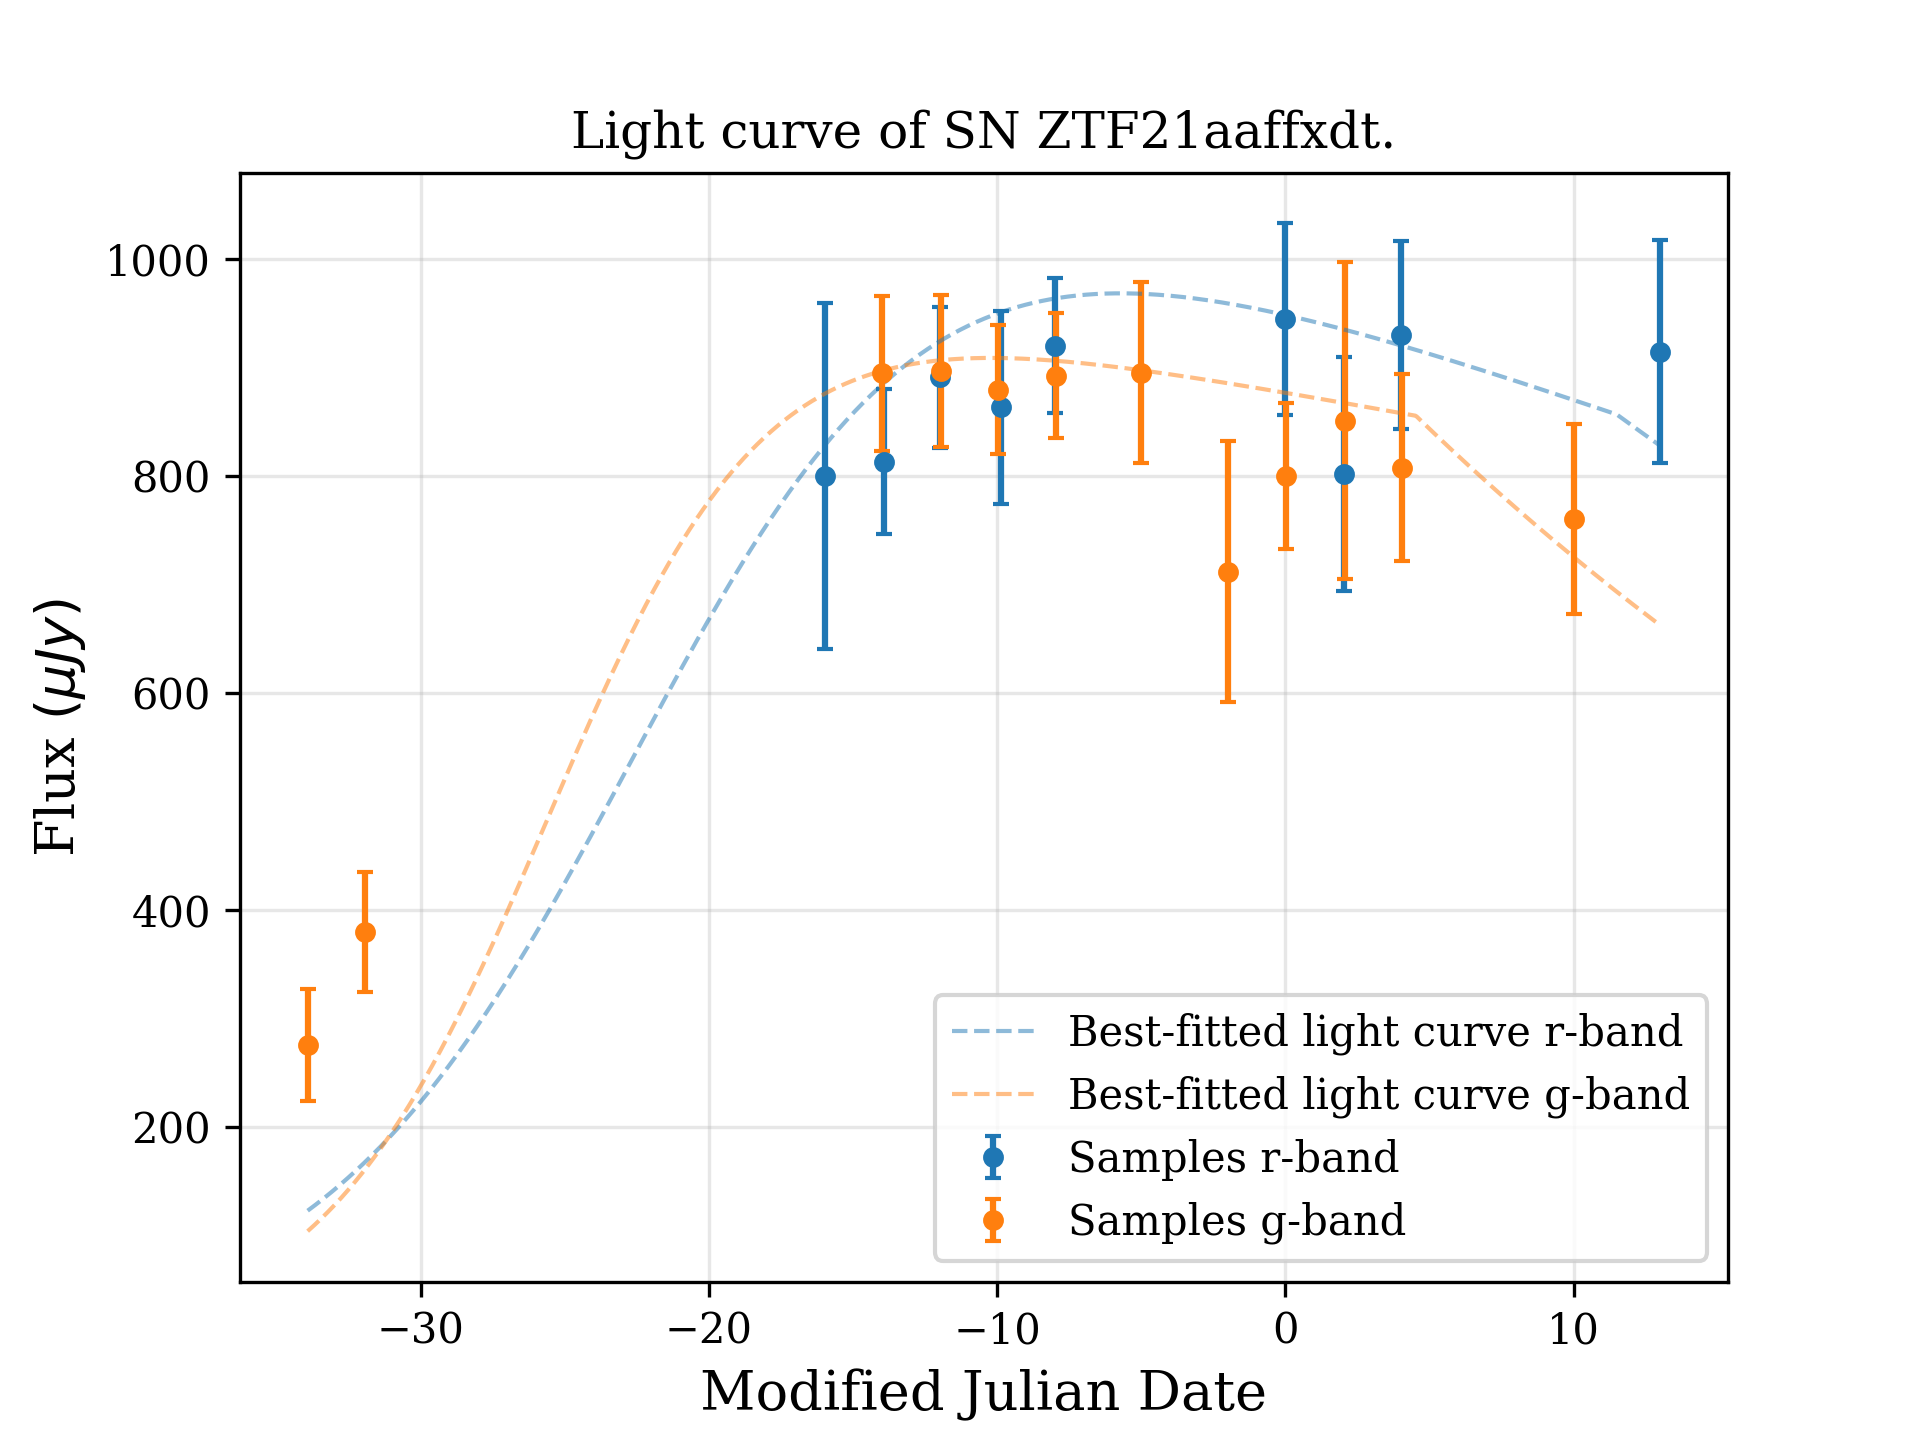 Light curve of SN ZTF21aaffxdt.
Flux (μJy)
1000
800
600
400
200
−30
−20
−10
0
10
Modified Julian Date
Best-fitted light curve r-band
Best-fitted light curve g-band
Samples r-band
Samples g-band